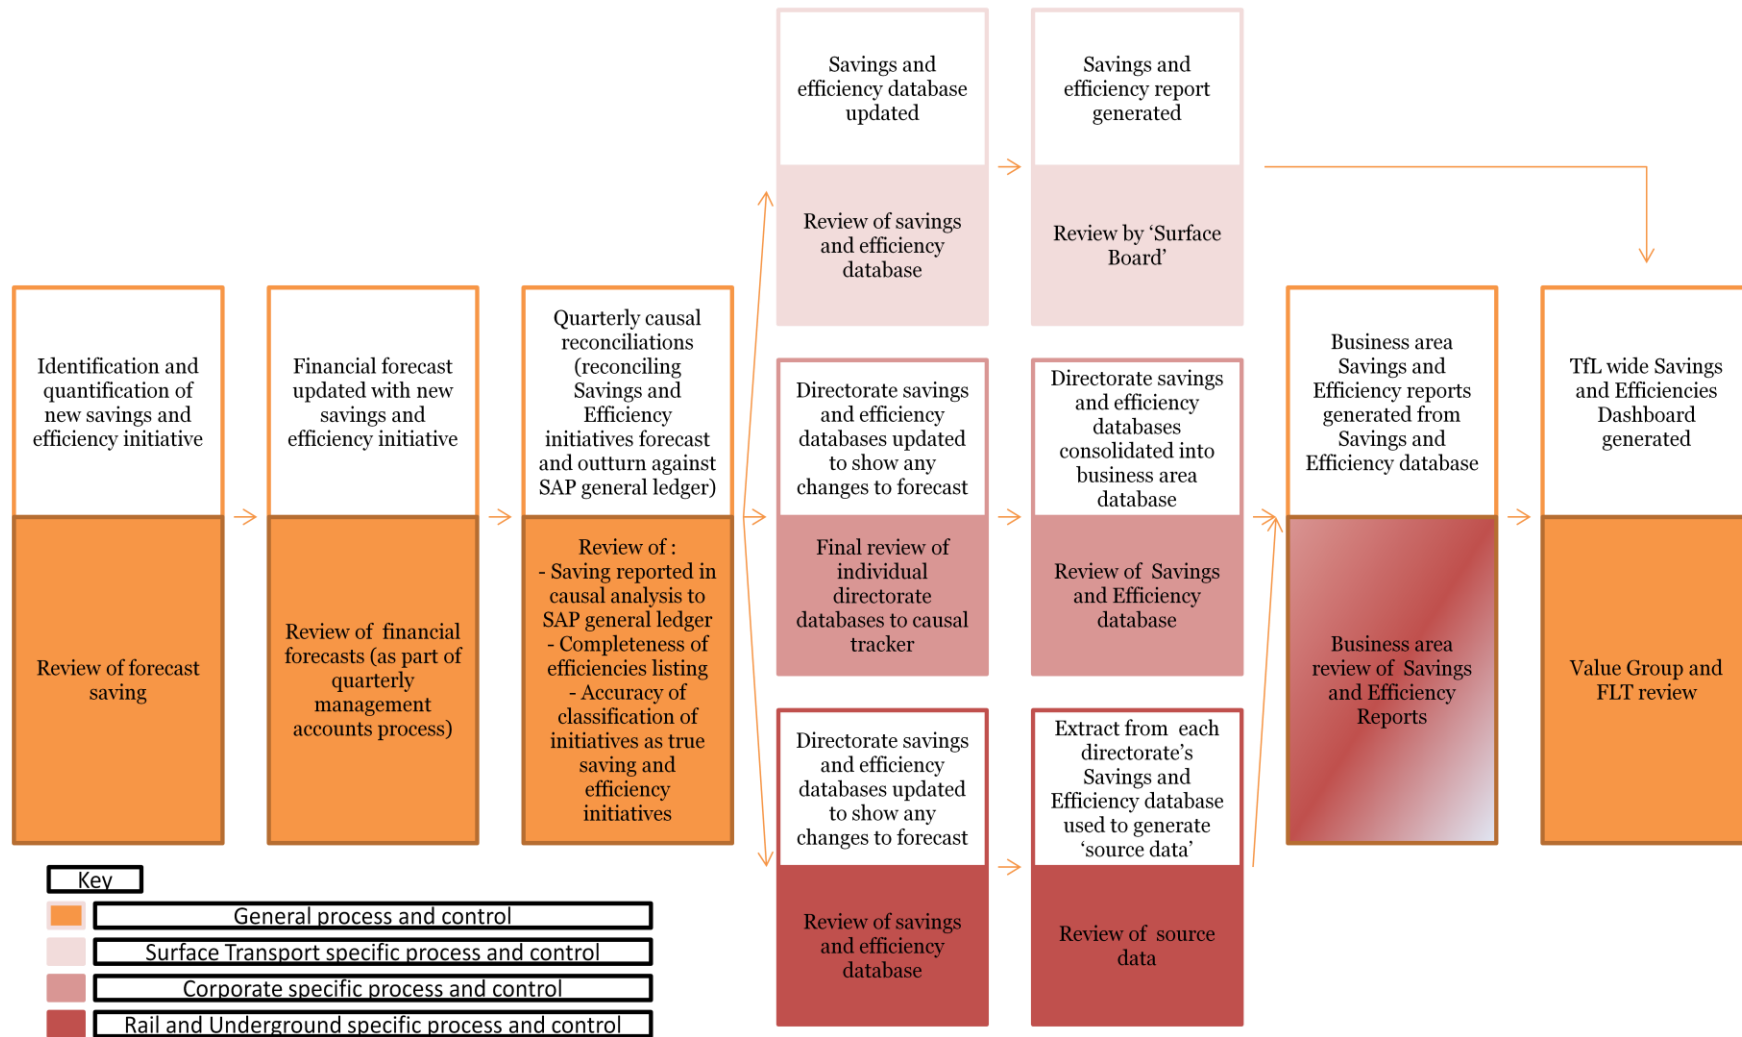 Savings and
efficiency database
updated
Review of savings
and efficiency
database
Savings and
efficiency report
generated
Review by ‘Surface
Board’
Identification and
quantification of
new savings and
efficiency initiative
Review of forecast
saving
Financial forecast
updated with new
savings and
efficiency initiative
Review of  financial
forecasts (as part of
quarterly
management
accounts process)
Quarterly causal
reconciliations
(reconciling
Savings and
Efficiency
initiatives forecast
and outturn against
SAP general ledger)
Review of :
- Saving reported in
causal analysis to
SAP general ledger
- Completeness of
efficiencies listing
- Accuracy of
classification of
initiatives as true
saving and
efficiency
initiatives
Directorate savings
and efficiency
databases updated
to show any
changes to forecast
Final review of
individual
directorate
databases to causal
tracker
Directorate savings
and efficiency
databases
consolidated into
business area
database
Review of  Savings
and Efficiency
database
Directorate savings
and efficiency
databases updated
to show any
changes to forecast
Review of savings
and efficiency
database
Extract from  each
directorate’s
Savings and
Efficiency database
used to generate
‘source data’
Review of  source
data
Business area
Savings and
Efficiency reports
generated from
Savings and
Efficiency database
Business area
review of  Savings
and Efficiency
Reports
TfL wide Savings
and Efficiencies
Dashboard
generated
Value Group and
FLT review
Key
General process and control
Surface Transport specific process and control
Corporate specific process and control
Rail and Underground specific process and control